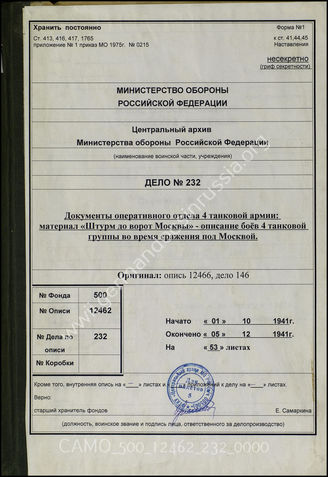 Хранить постоянно
Форма №1
Ст. 413, 416, 417, 1765
приложение № 1 приказ МО 1975г. № 0215
к ст. 41,44,45
Наставления
несекретно
(гриф секретности)
МИНИСТЕРСТВО ОБОРОНЫ
РОССИЙСКОЙ ФЕДЕРАЦИИ
Центральный архив
Министерства обороны Российской Федерации
(наименование воинской части, учреждения)
ДЕЛО № 232
Документы оперативного отдела 4 танковой армии:
материал «Штурм до ворот Москвы» - описание боёв 4 танковой
группы во время сражения под Москвой.
Оригинал: опись 12466, дело 146
№ Фонда 500
№ Описи 12462
№ Дела по описи 232
№ Коробки
Начато « 01 » 10 1941г.
Окончено « 05 » 12 1941г.
На « 53 » листах
Кроме того, внутренняя опись на «__» листах и приложений к делу на «__» листах.
старший хранитель фондов
Е. Самаркина
(должность, воинское звание и подпись лица, ответственного за делопроизводство)
CAMO_500_12462_232_0000